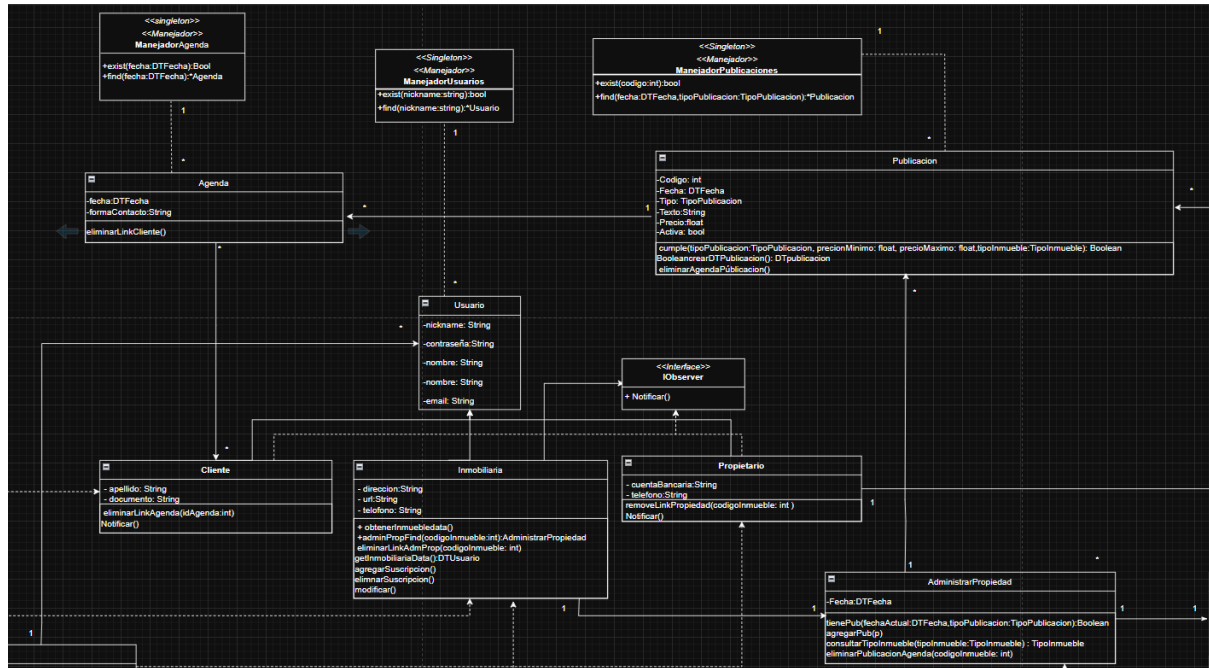 <<singleton>>
<<Manejador>>
ManejadorAgenda
+exist(fecha:DTFecha):Bool
+find(fecha:DTFecha):*Agenda
1
*
<<Singleton>>
<<Manejador>>
ManejadorUsuarios
+exist(nickname:string):bool
+find(nickname:string):*Usuario
1
*
<<Singleton>>
<<Manejador>>
ManejadorPublicaciones
+exist(codigo:int):bool
+find(fecha:DTFecha,tipoPublicacion:TipoPublicacion):*Publicacion
1
*
Agenda
-fecha:DTFecha
-formaContacto:String
eliminarLinkCliente()
*
1
*
Publicacion
-Codigo: int
-Fecha: DTFecha
-Tipo: TipoPublicacion
-Texto:String
-Precio:float
-Activa: bool
cumple(tipoPublicacion:TipoPublicacion, precionMinimo: float, precioMaximo: float,tipoInmueble:TipoInmueble): Boolean
BooleancrearDTPublicacion(): DTpublicacion
eliminarAgendaPúblicacion()
*
*
Usuario
-nickname: String
-contraseña:String
-nombre: String
-nombre: String
-email: String
*
<<Interface>>
IObserver
+ Notificar()
*
Cliente
- apellido: String
- documento: String
eliminarLinkAgenda(idAgenda:int)
Notificar()
Inmobiliaria
- direccion:String
- url:String
- telofono: String
+ obtenerInmuebledata()
+adminPropFind(codigoInmueble:int):AdministrarPropiedad
eliminarLinkAdmProp(codigoInmueble: int)
getInmobiliariaData():DTUsuario
agregarSuscripcion()
elimnarSuscripcion()
modificar()
Propietario
- cuentaBancaria:String
- telefono:String
removeLinkPropiedad(codigoInmueble: int )
Notificar()
1
1
*
AdministrarPropiedad
-Fecha:DTFecha
tienePub(fechaActual:DTFecha,tipoPublicacion:TipoPublicacion):Boolean
agregarPub(p)
consultarTipoInmueble(tipoInmueble:TipoInmueble) : TipoInmueble
eliminarPublicacionAgenda(codigoInmueble: int)
1
1
1
1
1